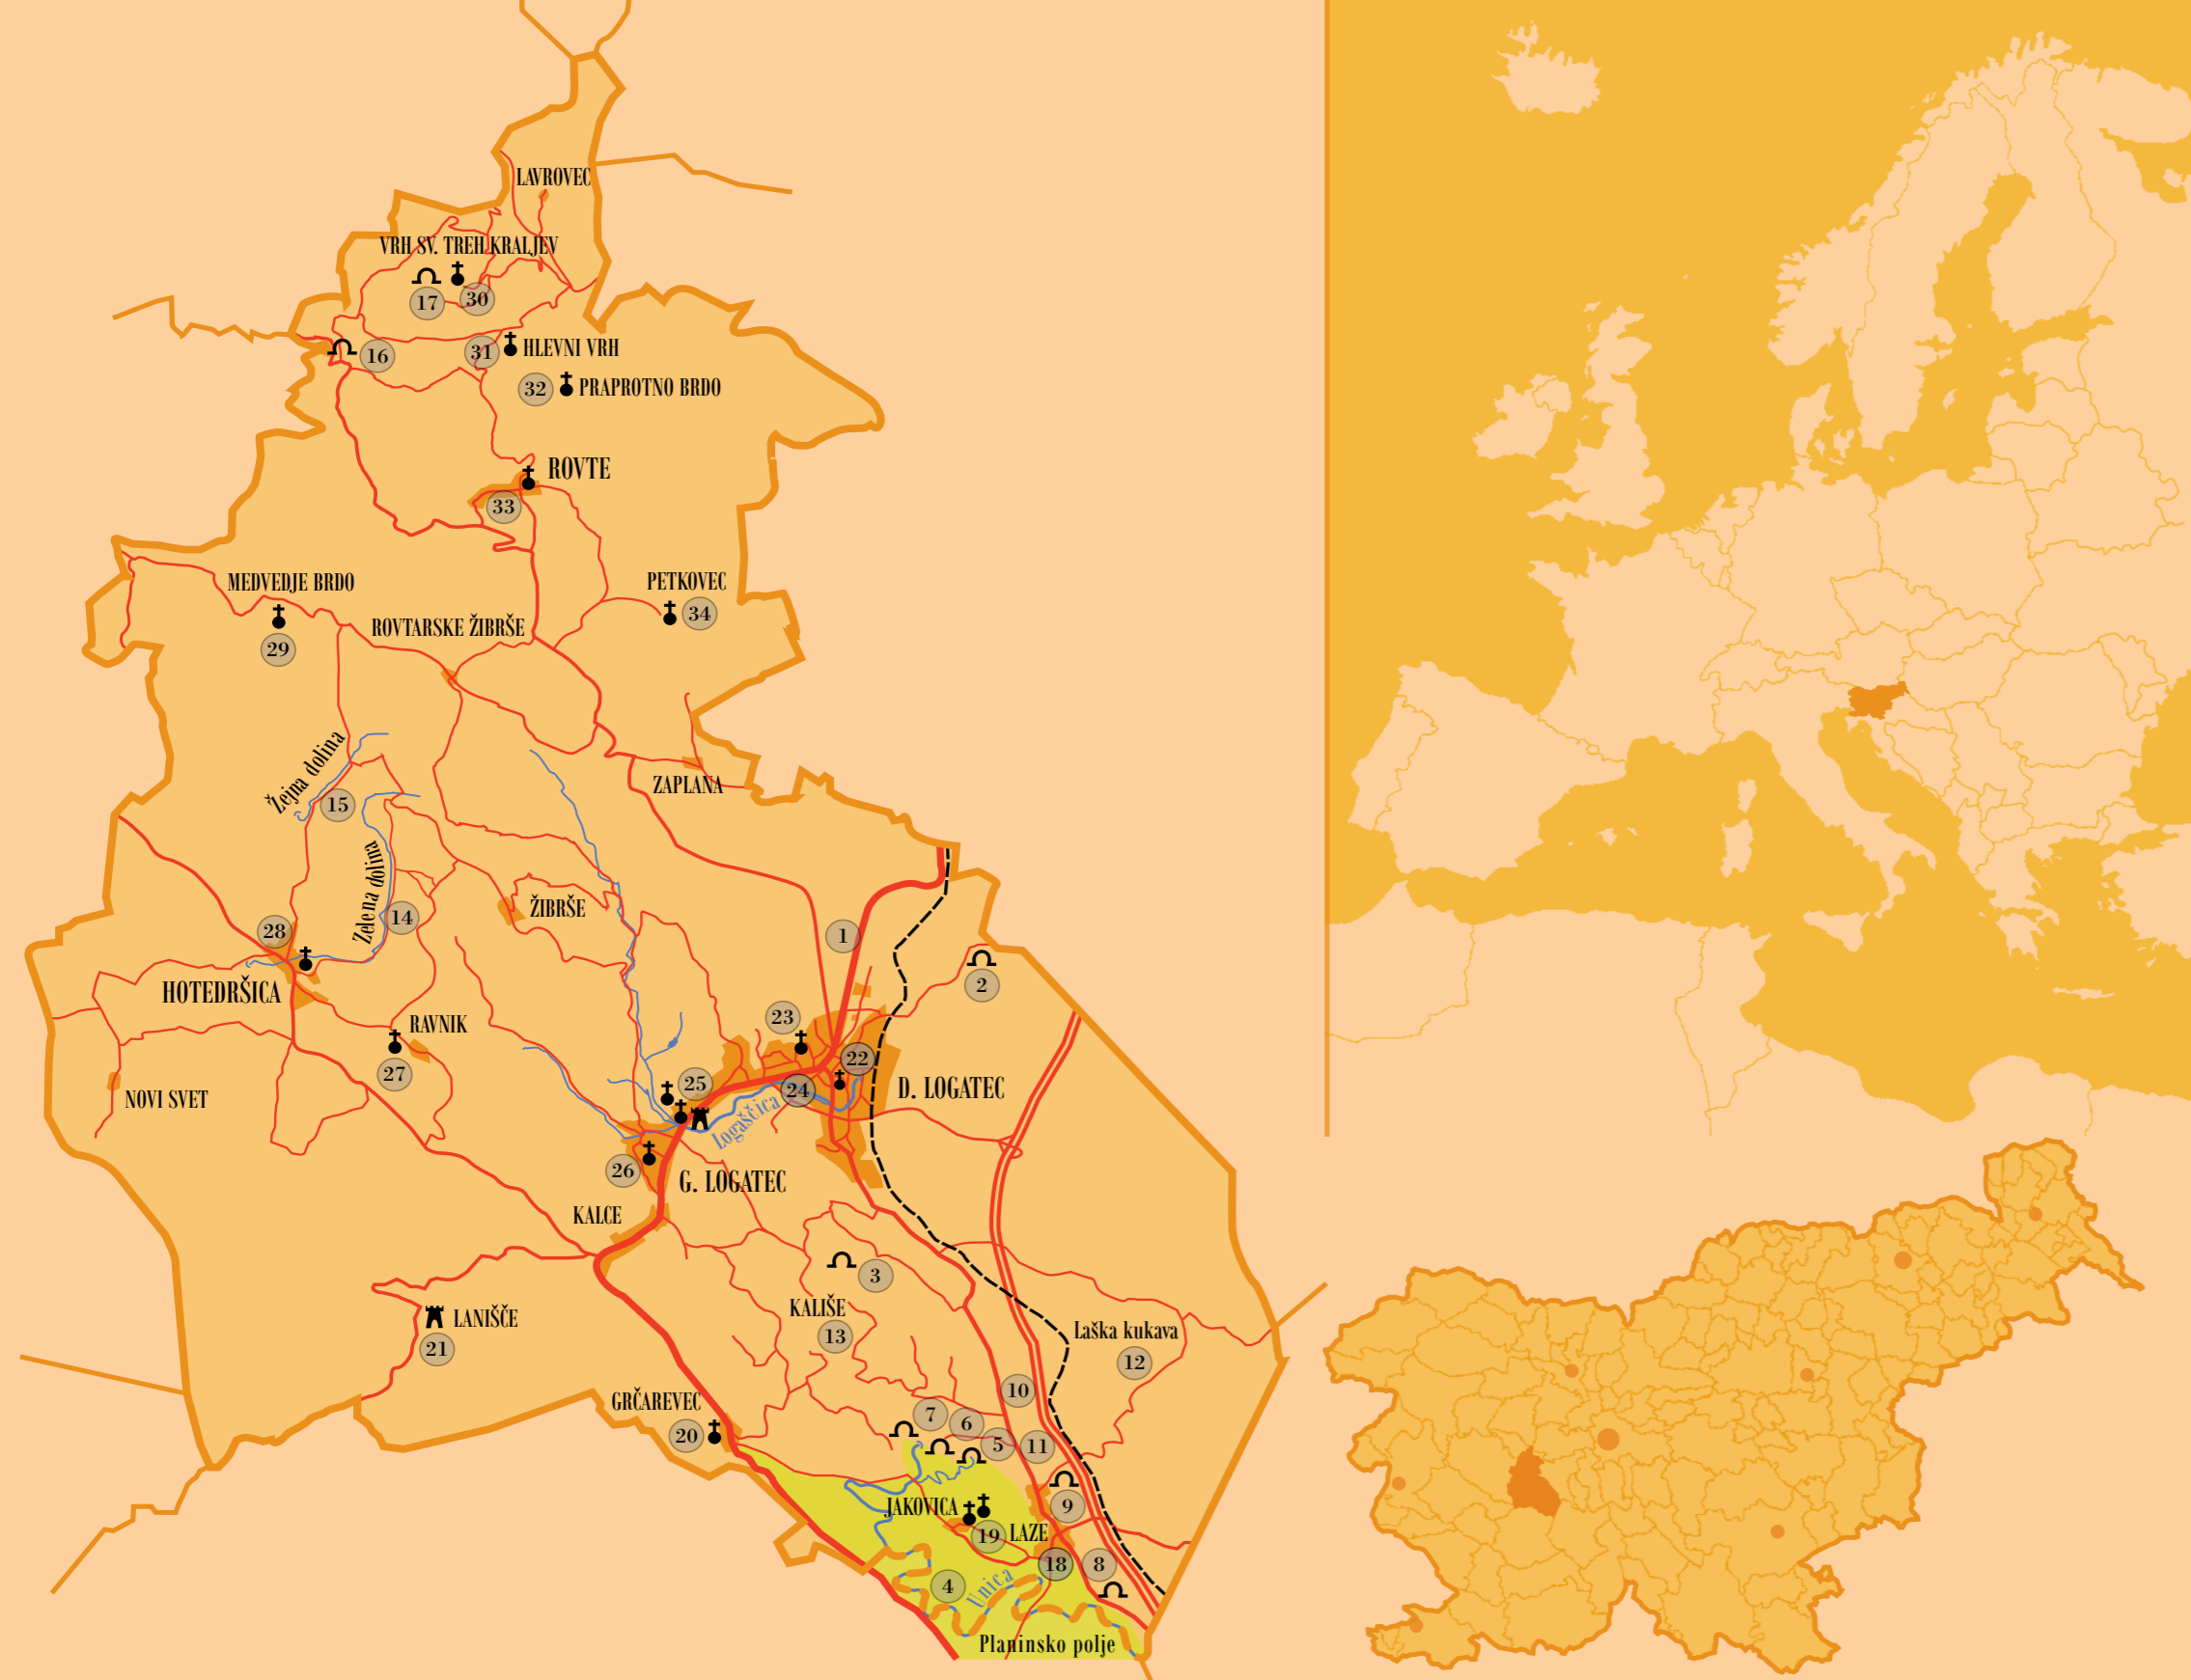 LAVROVEC
VRH SV. TREH KRALJEV
17
30
31
HLEVNI VRH
16
32
PRAPROTNO BRDO
ROVTE
33
MEDVEDJE BRDO
PETKOVEC
34
ROVTARSKE ŽIBRŠE
29
Žejna dolina
15
ZAPLANA
Zelena dolina
14
ŽIBRŠE
28
1
HOTEDRŠICA
2
RAVNIK
23
22
27
25
24
D. LOGATEC
NOVI SVET
Logaščica
26
G. LOGATEC
KALCE
3
KALIŠE
13
LANIŠČE
21
Laška kukava
12
10
GRČAREVEC
20
7
6
5
11
JAKOVICA
9
19
LAZE
18
8
4
Unica
Planinsko polje